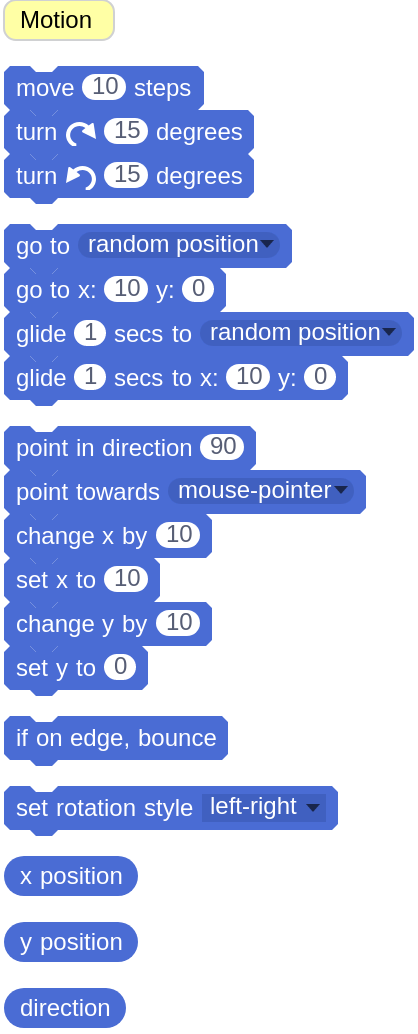 Motion
move 10 steps
turn 15 degrees
turn 15 degrees
go to random position
go to x: 10 y: 0
glide 1 secs to random position
glide 1 secs to x: 10 y: 0
point in direction 90
point towards mouse-pointer
change x by 10
set x to 10
change y by 10
set y to 0
if on edge, bounce
set rotation style left-right
x position
y position
direction